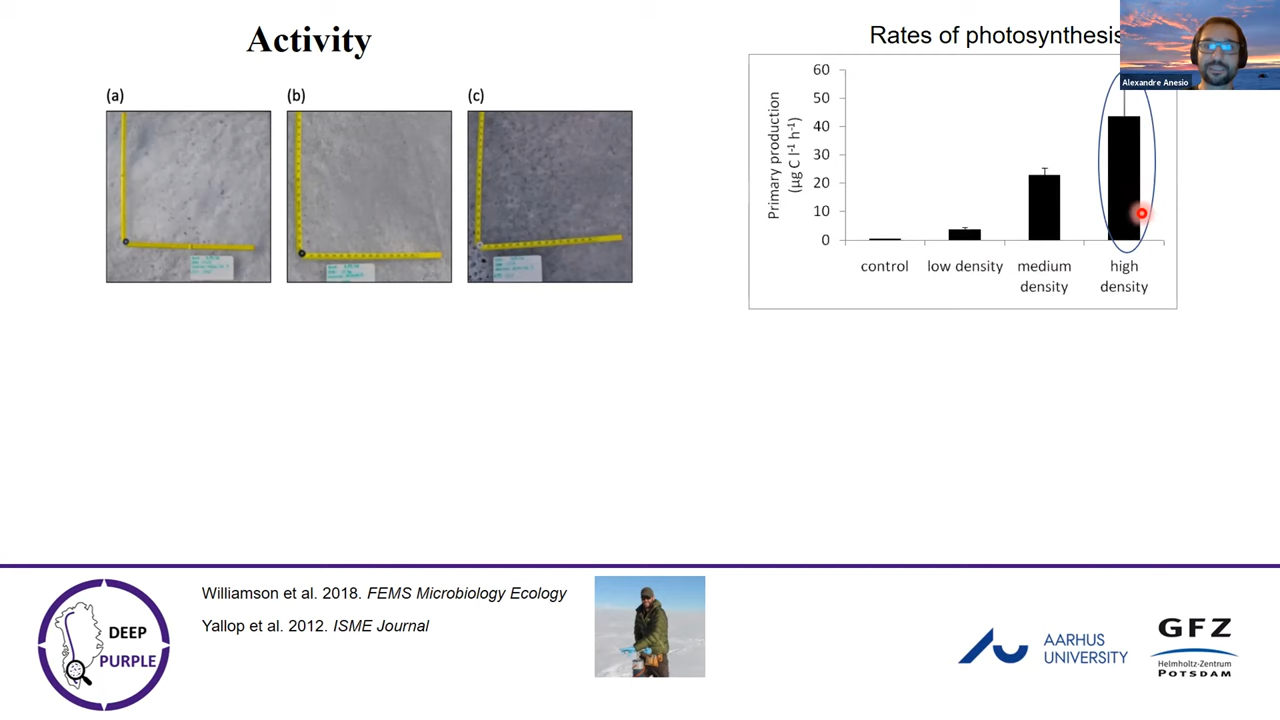 Activity
Rates of photosynthesis
Alexandre Anesio
(a)
(b)
(c)
Primary production
(µg C l-1 h-1)
60
50
40
30
20
10
0
control
low density
medium
density
high
density
Williamson et al. 2018. FEMS Microbiology Ecology
Yallop et al. 2012. ISME Journal
DEEP
PURPLE
AARHUS
UNIVERSITY
GFZ
Helmholtz-Zentrum
POTSDAM